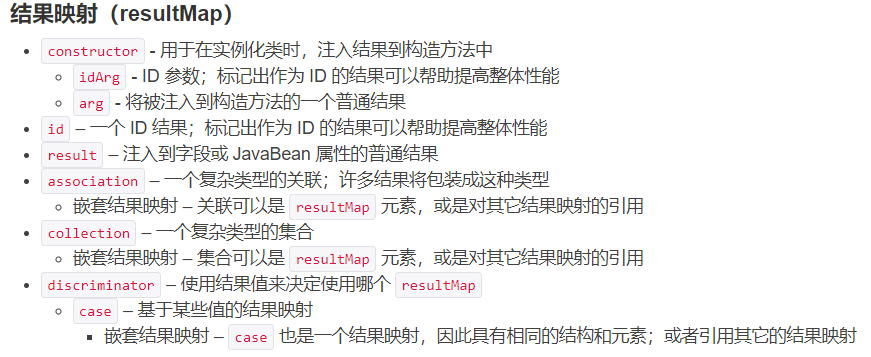 结果映射（resultMap）
constructor - 用于在实例化类时，注入结果到构造方法中
idArg - ID 参数；标记出作为 ID 的结果可以帮助提高整体性能
arg - 将被注入到构造方法的一个普通结果
id – 一个 ID 结果；标记出作为 ID 的结果可以帮助提高整体性能
result – 注入到字段或 JavaBean 属性的普通结果
association – 一个复杂类型的关联；许多结果将包装成这种类型
嵌套结果映射 – 关联可以是 resultMap 元素，或是对其它结果映射的引用
collection – 一个复杂类型的集合
嵌套结果映射 – 集合可以是 resultMap 元素，或是对其它结果映射的引用
discriminator – 使用结果值来决定使用哪个 resultMap
case – 基于某些值的结果映射
嵌套结果映射 – case 也是一个结果映射，因此具有相同的结构和元素；或者引用其它的结果映射